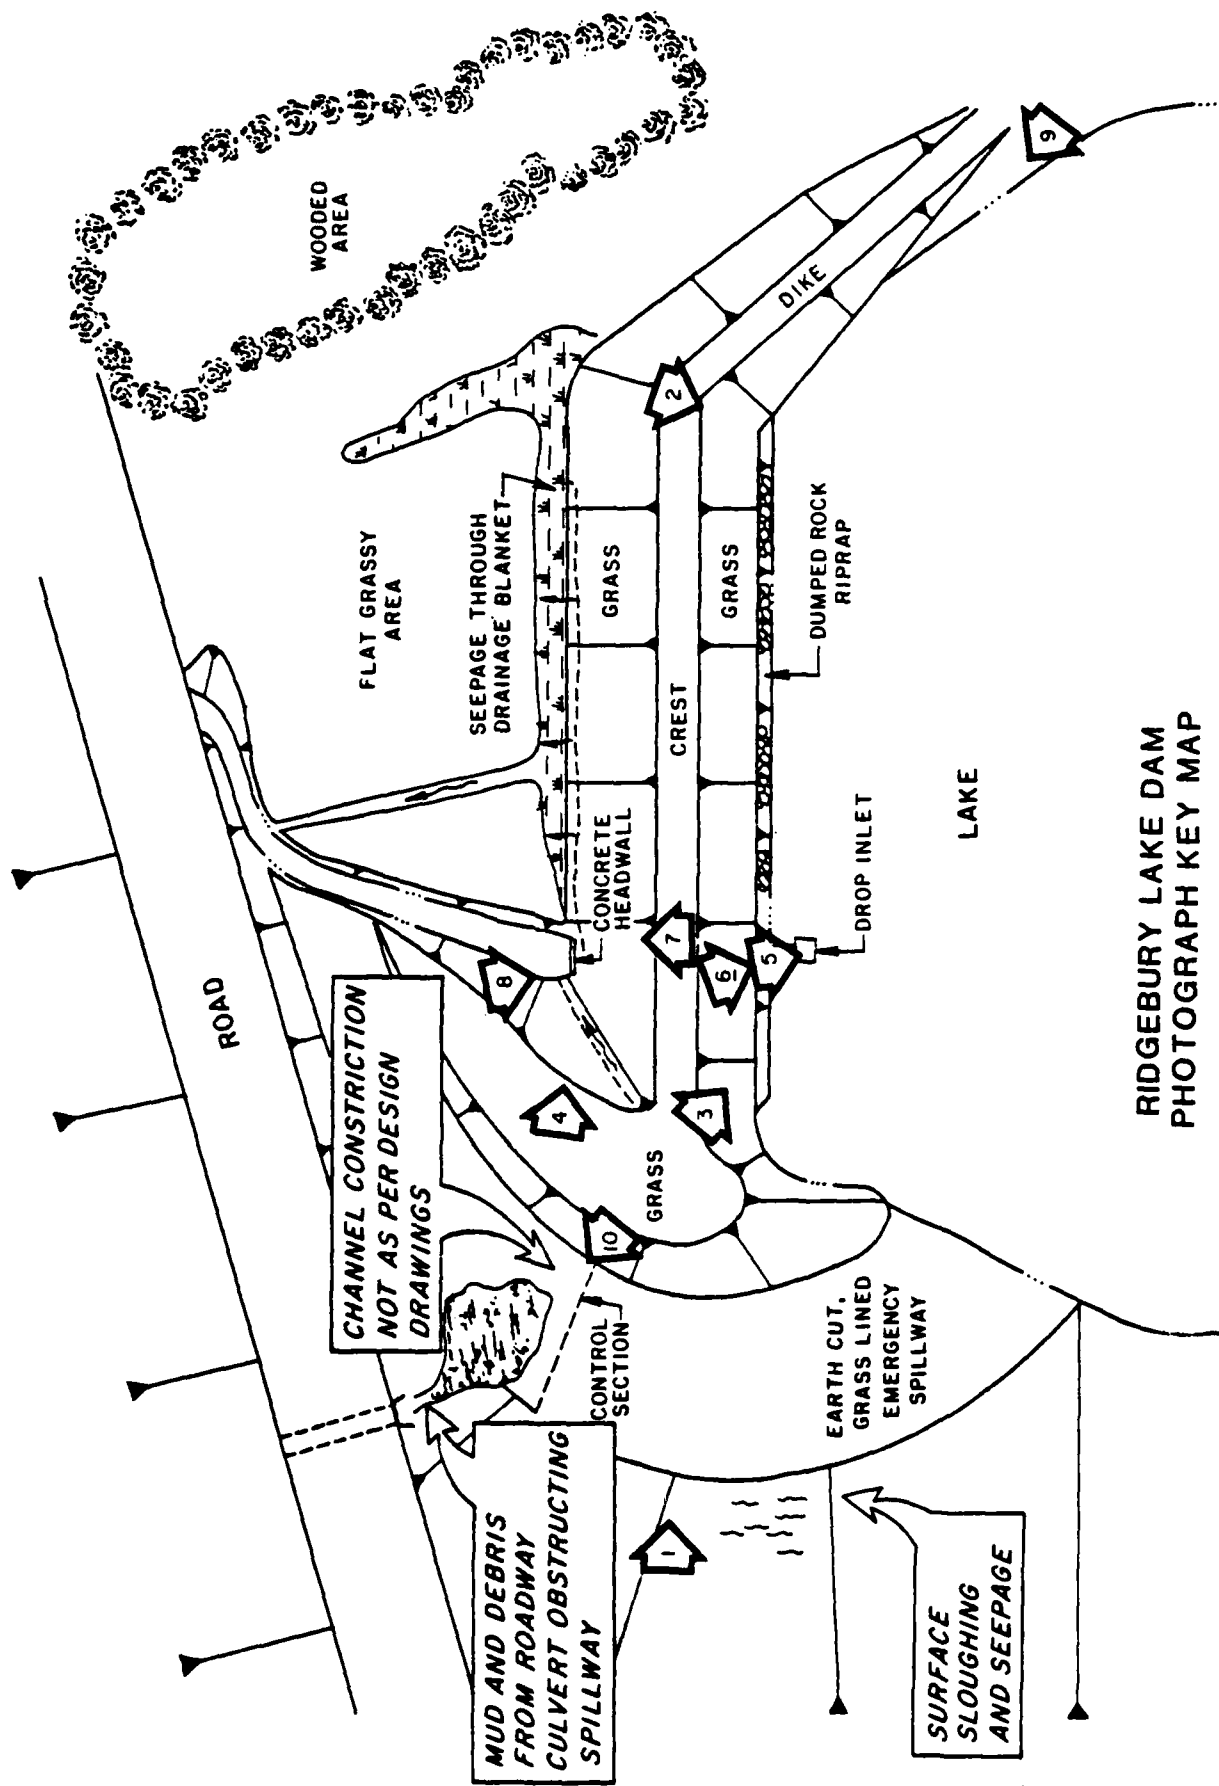 WOODED
AREA
ROAD
FLAT GRASSY
AREA
SEEPAGE THROUGH
DRAINAGE BLANKET
DIKE
2
9
GRASS
GRASS
CREST
DUMPED ROCK
RIPRAP
CONCRETE
HEADWALL
DROP INLET
LAKE
7
6
5
8
4
3
10
GRASS
CHANNEL CONSTRICTION
NOT AS PER DESIGN
DRAWINGS
CONTROL
SECTION
EARTH CUT,
GRASS LINED
EMERGENCY
SPILLWAY
MUD AND DEBRIS
FROM ROADWAY
CULVERT OBSTRUCTING
SPILLWAY
1
SURFACE
SLOUGHING
AND SEEPAGE
RIDGEBURY LAKE DAM
PHOTOGRAPH KEY MAP